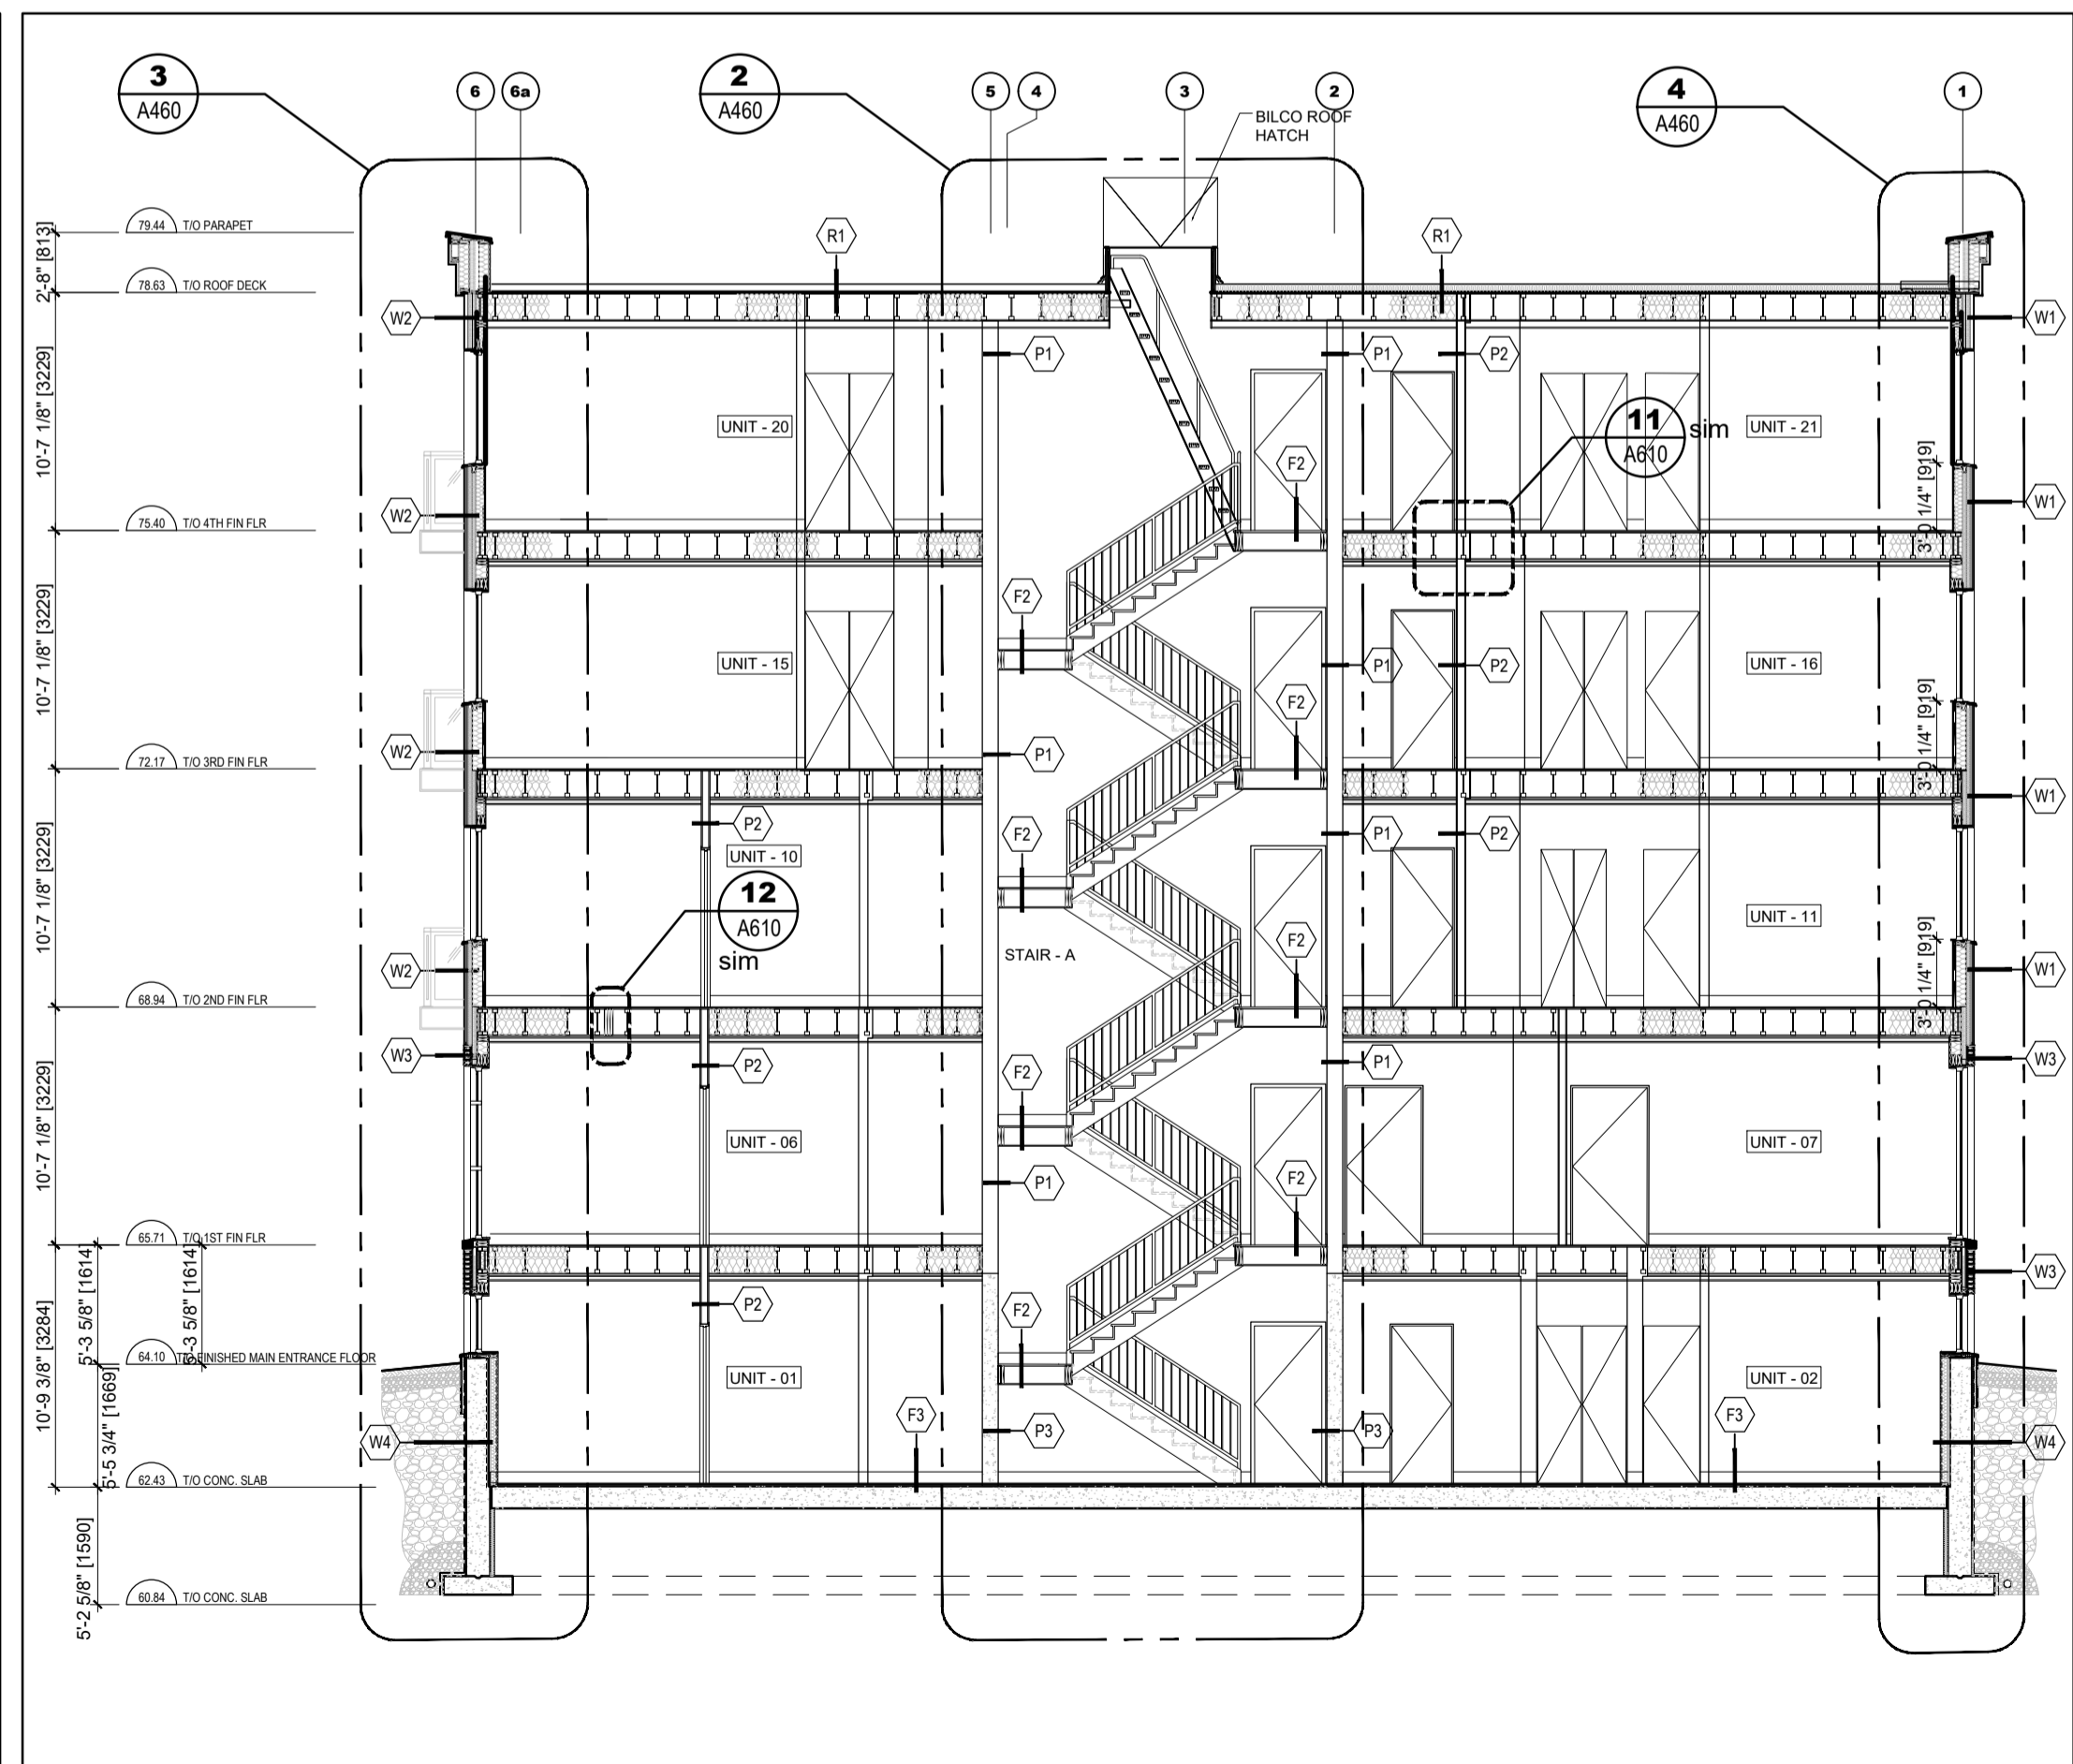 3
A460
6
6a
2
A460
5
4
3
2
BILCO ROOF
HATCH
4
A460
1
79.44 T/O PARAPET
2'-8" [813]
R1
R1
78.63 T/O ROOF DECK
W2
W1
P1
P1
P2
10'-7 1/8" [3229]
UNIT - 20
11
A610
sim
UNIT - 21
F2
3'-0 1/4" [919]
W2
W1
75.40 T/O 4TH FIN FLR
F2
10'-7 1/8" [3229]
UNIT - 15
P1
P2
UNIT - 16
F2
3'-0 1/4" [919]
W2
P1
72.17 T/O 3RD FIN FLR
W1
P2
F2
P1
P2
UNIT - 10
10'-7 1/8" [3229]
12
A610
sim
UNIT - 11
F2
STAIR - A
3'-0 1/4" [919]
W2
W1
68.94 T/O 2ND FIN FLR
W3
P2
F2
P1
W3
10'-7 1/8" [3229]
UNIT - 06
UNIT - 07
P1
F2
65.71 T/O 1ST FIN FLR
W3
5'-3 5/8" [1614]
5'-3 5/8" [1614]
P2
F2
10'-9 3/8" [3284]
64.10 T/O FINISHED MAIN ENTRANCE FLOOR
UNIT - 01
UNIT - 02
5'-5 3/4" [1669]
F3
F3
W4
P3
P3
W4
62.43 T/O CONC. SLAB
5'-2 5/8" [1590]
60.84 T/O CONC. SLAB